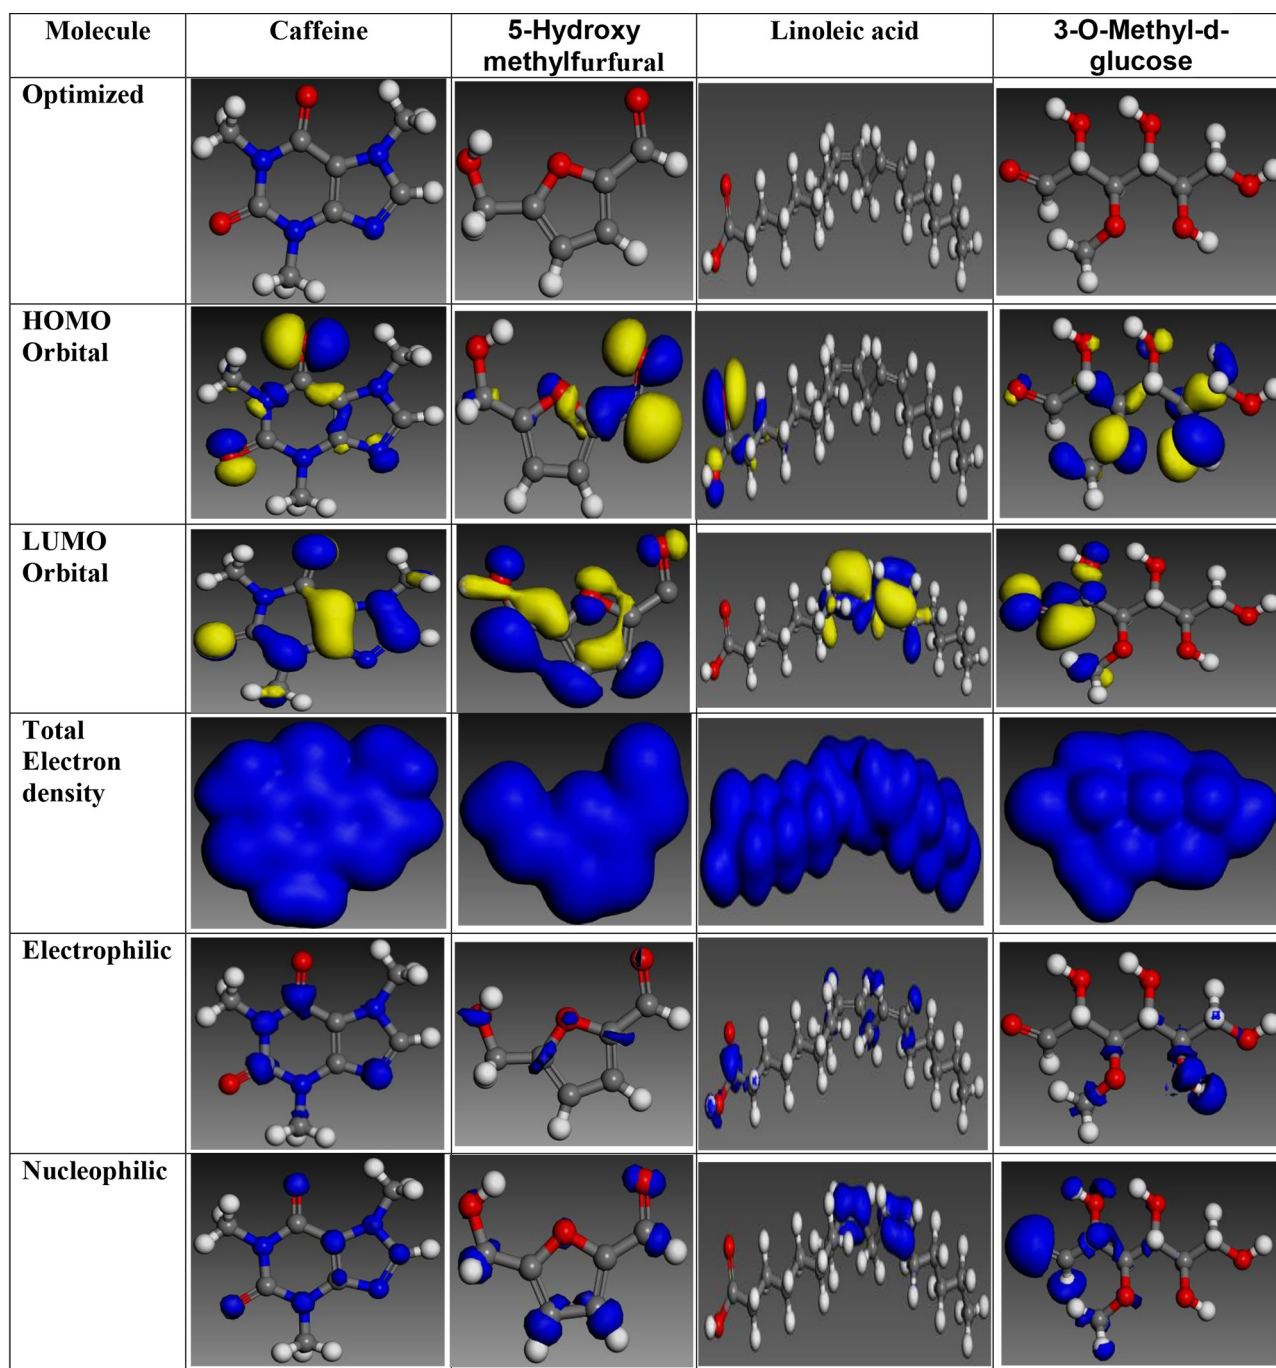 Molecule
Caffeine
5-Hydroxy
methylfurfural
Linoleic acid
3-O-Methyl-d-
glucose
Optimized
HOMO
Orbital
LUMO
Orbital
Total
Electron
density
Electrophilic
Nucleophilic